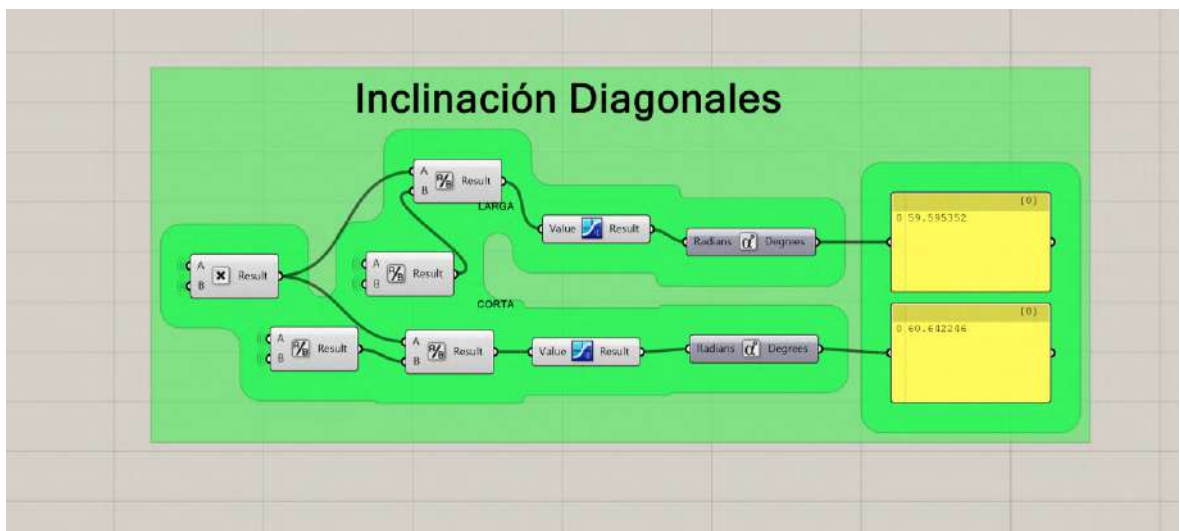 Inclinación Diagonales
A
B
A/B
Result
LARGA
Value
Result
Radians
Degrees
{0}
0 59.595352
A
B
Result
A
B
A/B
Result
CORTA
A
B
A/B
Result
A
B
A/B
Result
Value
Result
Radians
Degrees
{0}
0 60.642246